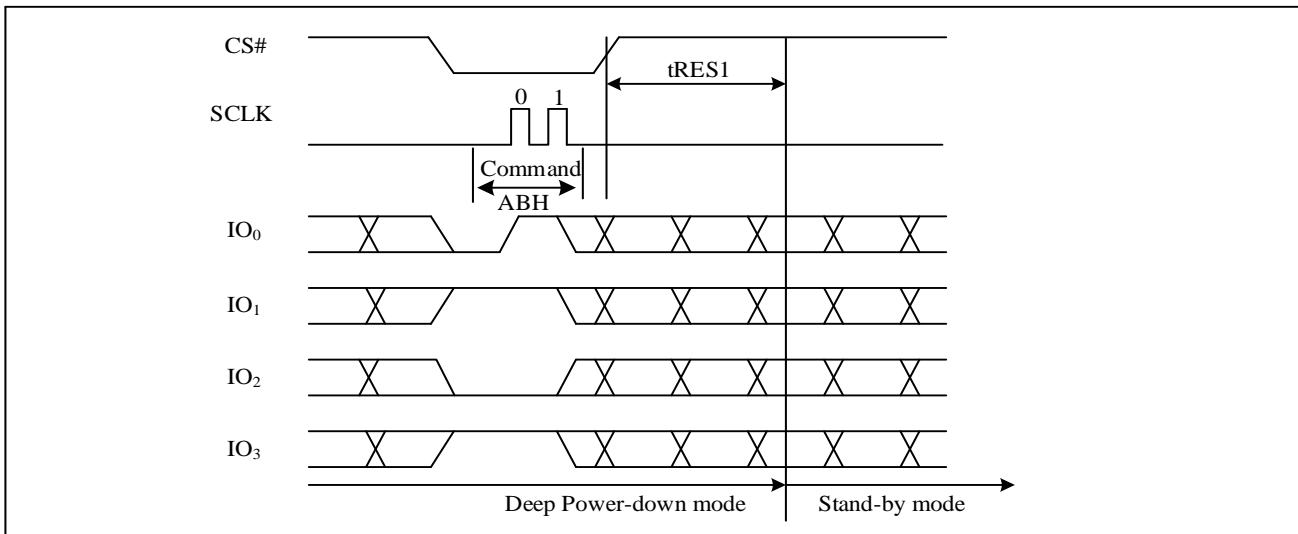 CS#
tRES1
SCLK
0 1
Command
ABH
IO₀
IO₁
IO₂
IO₃
Deep Power-down mode Stand-by mode